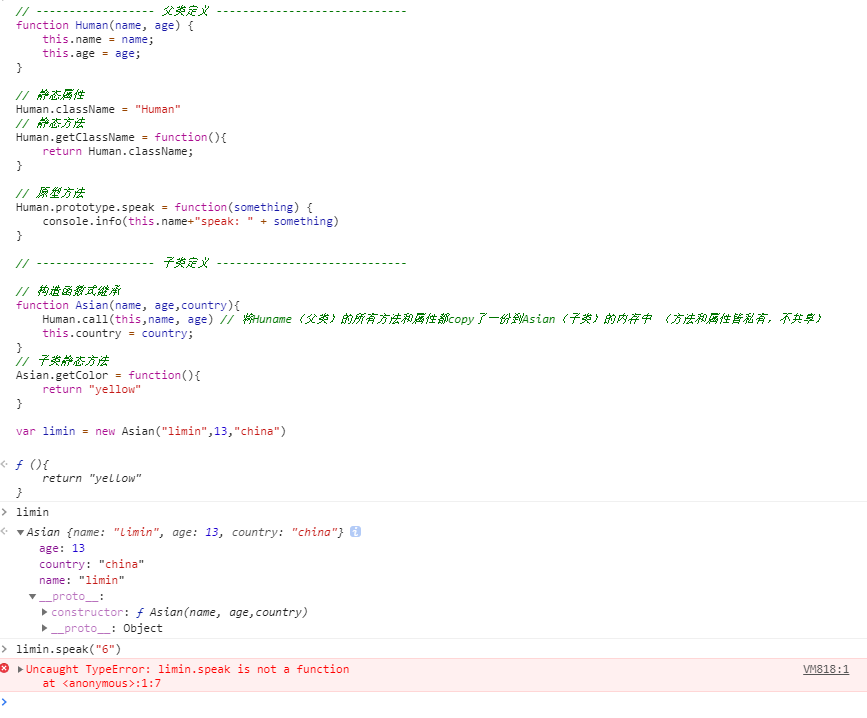 // ------------------ 父类定义 -----------------------------
function Human(name, age) {
    this.name = name;
    this.age = age;
}

// 静态属性
Human.className = "Human"
// 静态方法
Human.getClassName = function(){
    return Human.className;
}

// 原型方法
Human.prototype.speak = function(something) {
    console.info(this.name+"speak: " + something)
}

// ------------------ 子类定义 -----------------------------

// 构造函数式继承
function Asian(name, age,country){
    Human.call(this,name, age) // 将Huname（父类）的所有方法和属性都copy了一份到Asian（子类）的内存中 （方法和属性皆私有，不共享）
    this.country = country;
}
// 子类静态方法
Asian.getColor = function(){
    return "yellow"
}

var limin = new Asian("limin",13,"china")

ƒ (){
    return "yellow"
}
limin
Asian {name: "limin", age: 13, country: "china"}
age: 13
country: "china"
name: "limin"
__proto__:
constructor: ƒ Asian(name, age,country)
__proto__: Object
limin.speak("6")
Uncaught TypeError: limin.speak is not a function VM818:1
    at <anonymous>:1:7